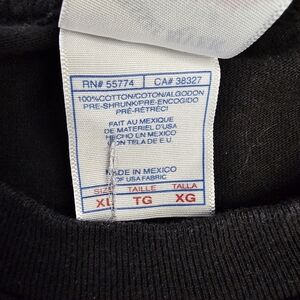 RN# 55774 CA# 38327
100%COTTON/COTON/ALGODON
PRE-SHRUNK/PRE-ENCOGIDO
PRÉ-RÉTRÉCI
FAIT AU MEXIQUE
DE MATERIEL D'USA
HECHO EN MEXICO
CON TELA DE E.U.
MADE IN MEXICO
OF USA FABRIC
SIZE TAILLE TALLA
XL TG XG